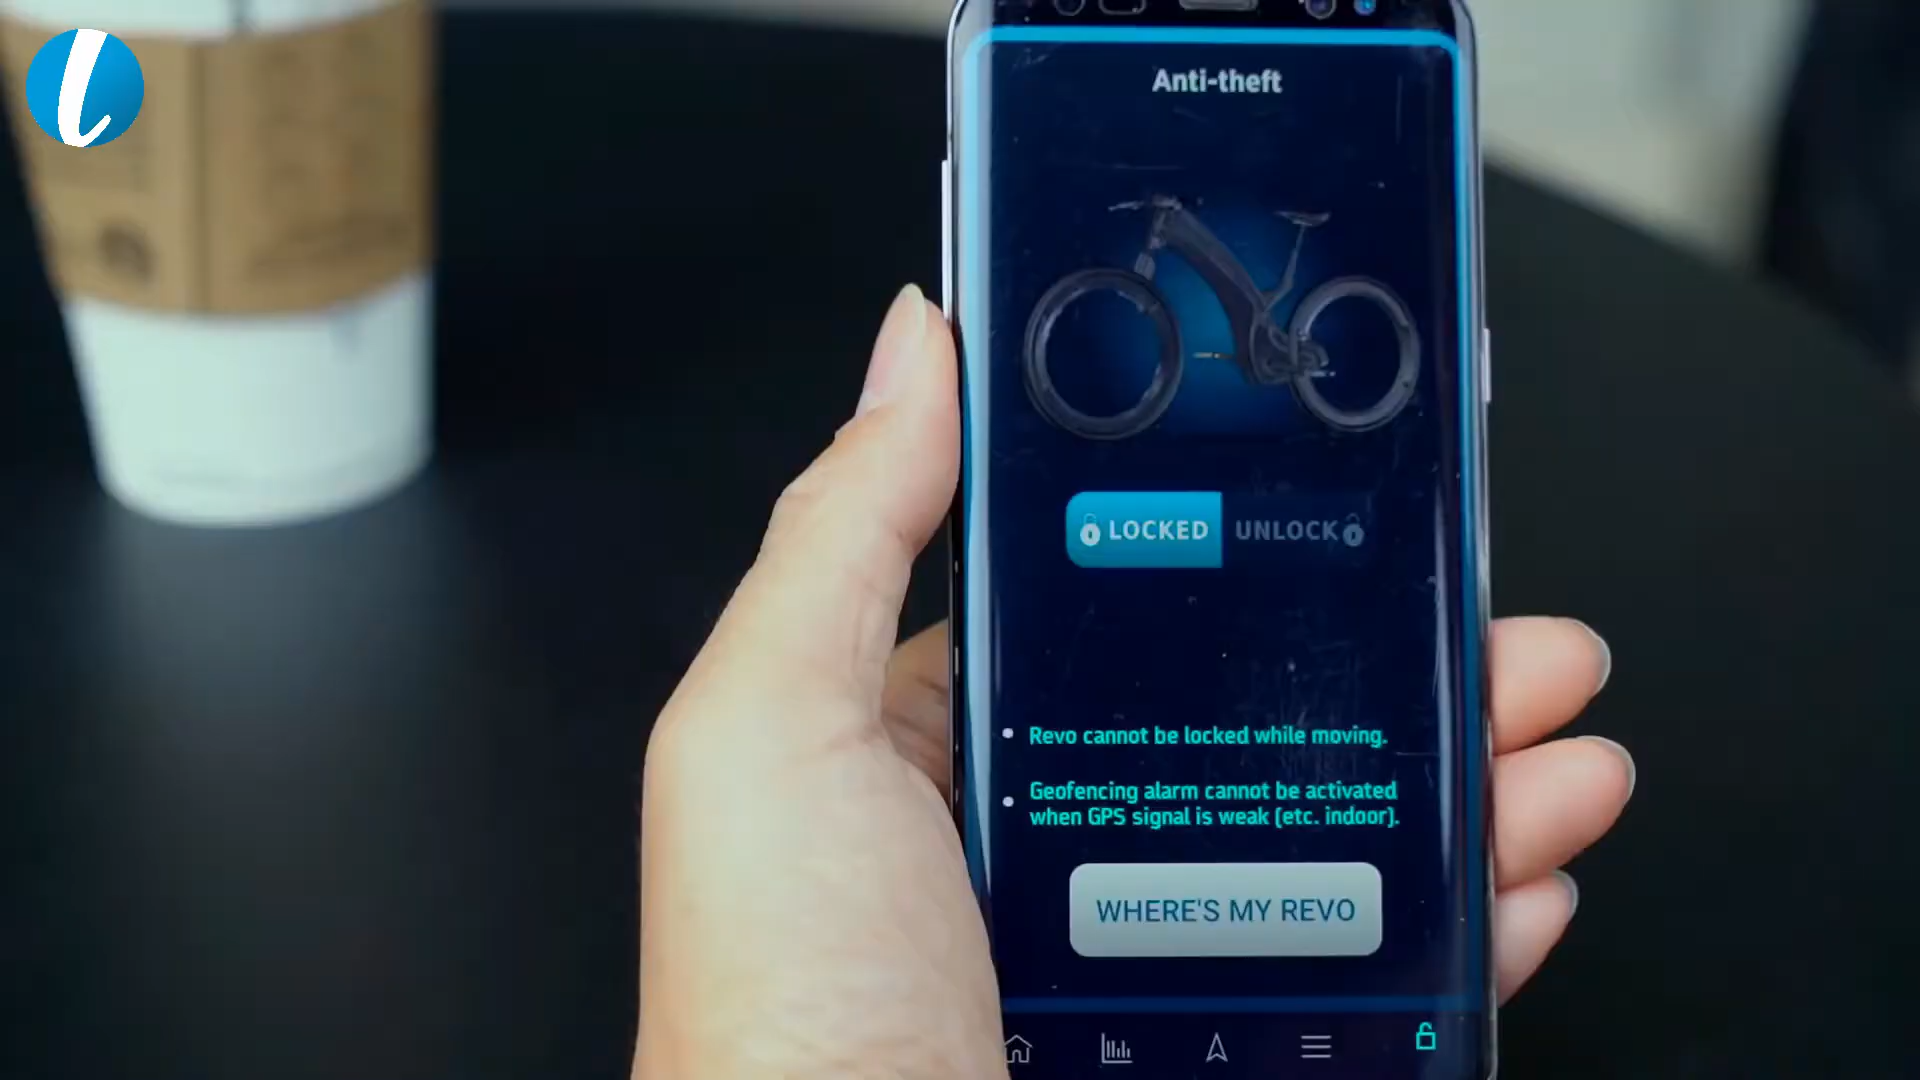 Anti-theft
LOCKED UNLOCK
Revo cannot be locked while moving.
Geofencing alarm cannot be activated
when GPS signal is weak (etc. indoor).
WHERE'S MY REVO